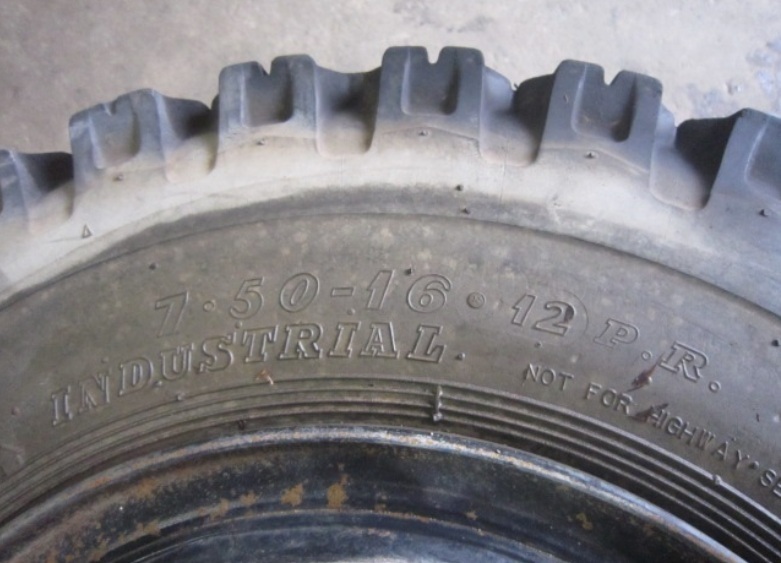 7·50-16·12 P.R.
INDUSTRIAL
NOT FOR HIGHWAY